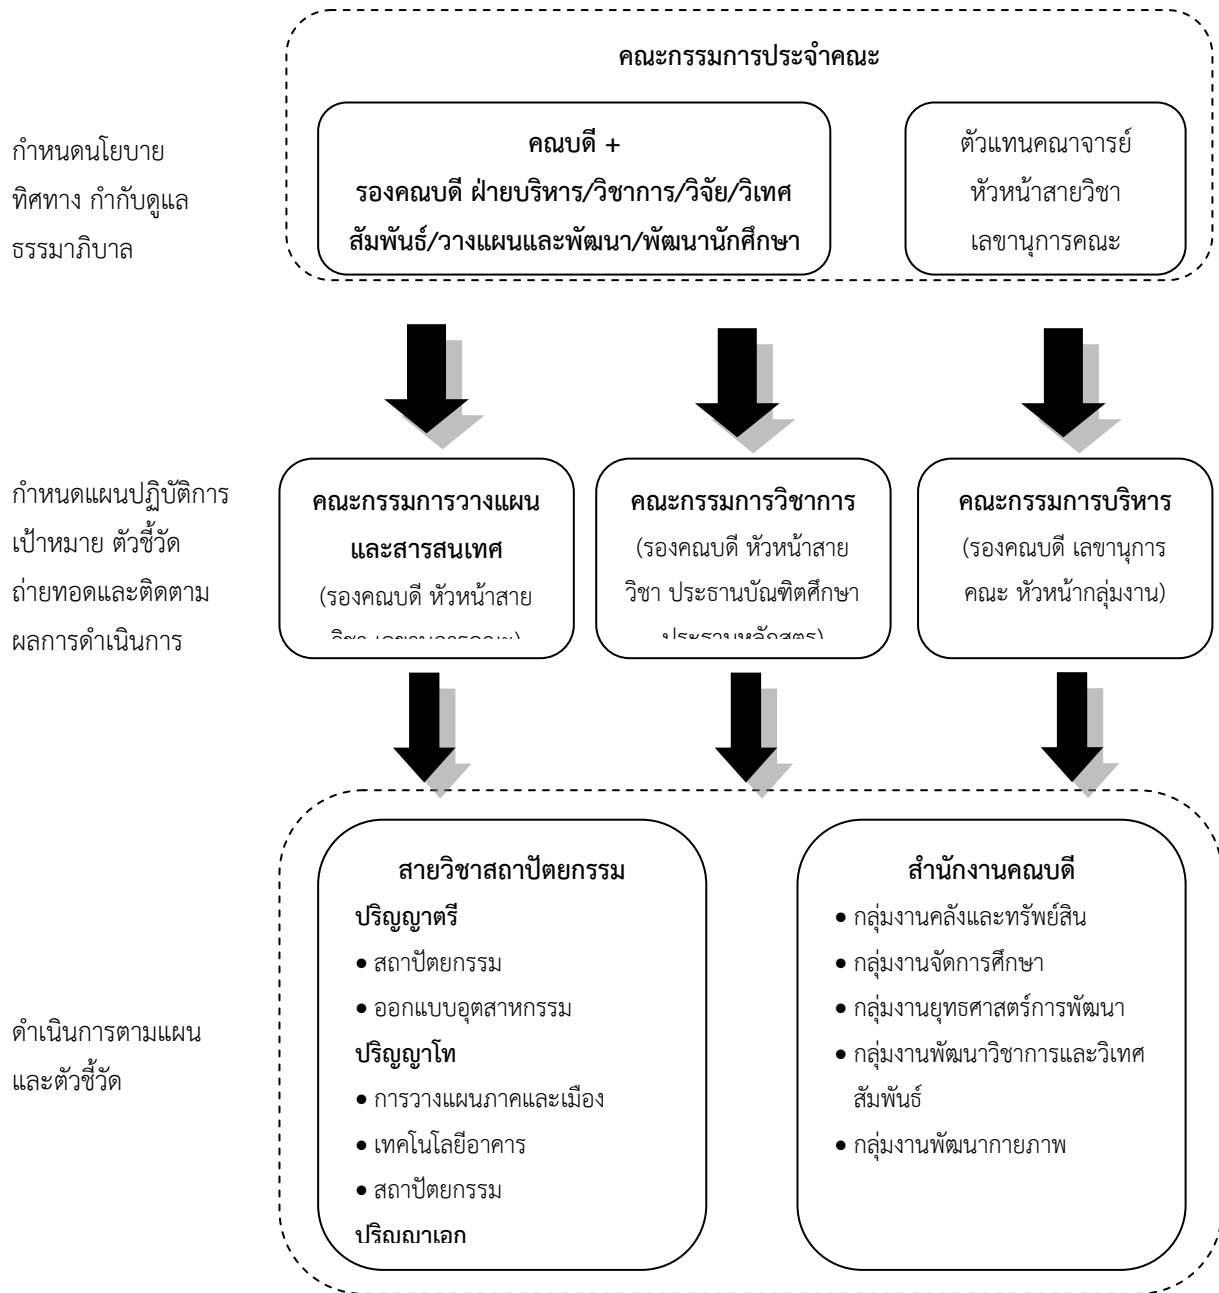 คณะกรรมการประจำคณะ
กำหนดนโยบาย
ทิศทาง กำกับดูแล
ธรรมาภิบาล
คณบดี +
รองคณบดี ฝ่ายบริหาร/วิชาการ/วิจัย/วิเทศ
สัมพันธ์/วางแผนและพัฒนา/พัฒนานักศึกษา
ตัวแทนคณาจารย์
หัวหน้าสายวิชา
เลขานุการคณะ
กำหนดแผนปฏิบัติการ
เป้าหมาย ตัวชี้วัด
ถ่ายทอดและติดตาม
ผลการดำเนินการ
คณะกรรมการวางแผน
และสารสนเทศ
(รองคณบดี หัวหน้าสาย
วิชา เลขานุการคณะ)
คณะกรรมการวิชาการ
(รองคณบดี หัวหน้าสาย
วิชา ประธานบัณฑิตศึกษา
ประธานหลักสูตร)
คณะกรรมการบริหาร
(รองคณบดี เลขานุการ
คณะ หัวหน้ากลุ่มงาน)
ดำเนินการตามแผน
และตัวชี้วัด
สายวิชาสถาปัตยกรรม
ปริญญาตรี
• สถาปัตยกรรม
• ออกแบบอุตสาหกรรม
ปริญญาโท
• การวางแผนภาคและเมือง
• เทคโนโลยีอาคาร
• สถาปัตยกรรม
ปริญญาเอก
สำนักงานคณบดี
• กลุ่มงานคลังและทรัพย์สิน
• กลุ่มงานจัดการศึกษา
• กลุ่มงานยุทธศาสตร์การพัฒนา
• กลุ่มงานพัฒนาวิชาการและวิเทศ
สัมพันธ์
• กลุ่มงานพัฒนากายภาพ